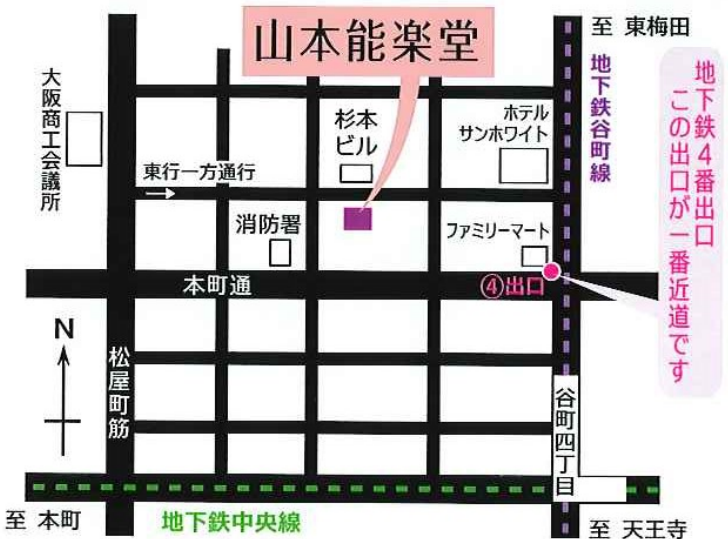 山本能楽堂
至 東梅田
地下鉄谷町線
地下鉄４番出口
この出口が一番近道です
大阪商工会議所
杉本
ビル
ホテル
サンホワイト
東行一方通行
→
消防署
ファミリーマート
本町通
④出口
N
松屋町筋
谷町四丁目
至 本町
地下鉄中央線
至 天王寺